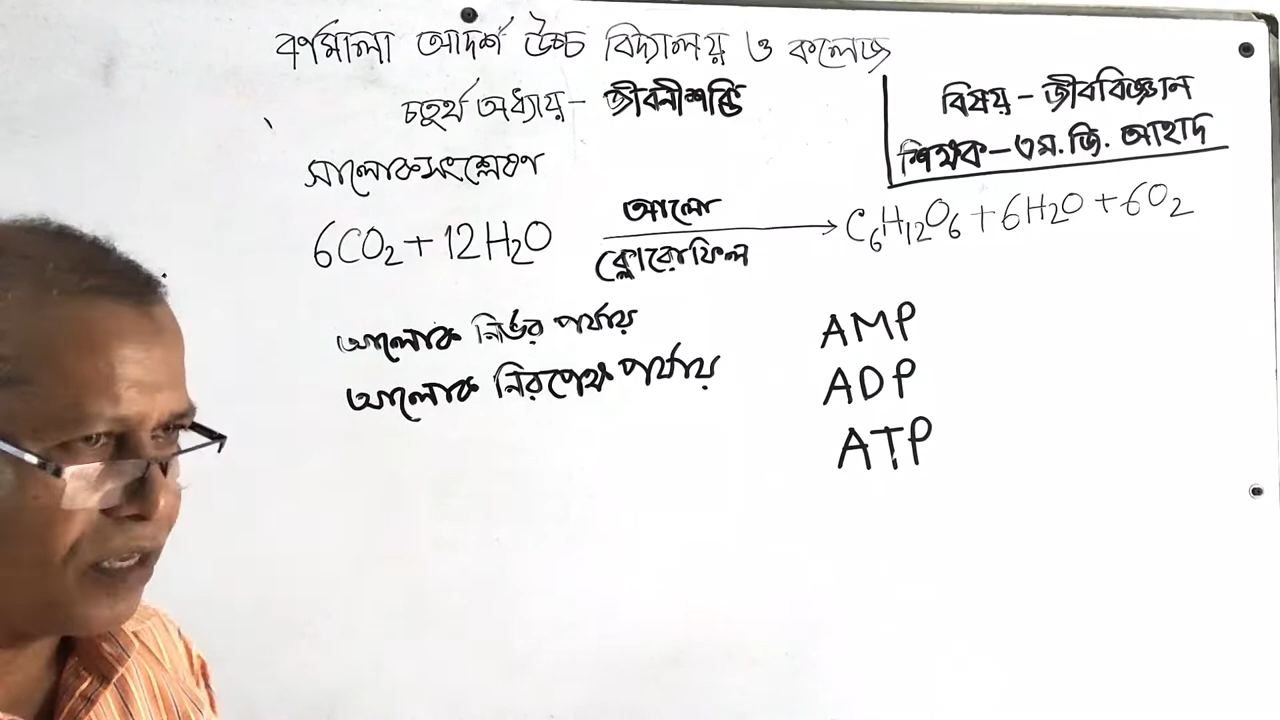 বর্ণমালা আদর্শ উচ্চ বিদ্যালয় ও কলেজ
চতুর্থ অধ্যায় - জীবনীশক্তি
বিষয় - জীববিজ্ঞান
শিক্ষক - এম. জি. আহাদ
সালোকসংশ্লেষণ
6CO₂ + 12H₂O আলো ক্লোরোফিল → C₆H₁₂O₆ + 6H₂O + 6O₂
আলোক নির্ভর পর্যায়
আলোক নিরপেক্ষ পর্যায়
AMP
ADP
ATP